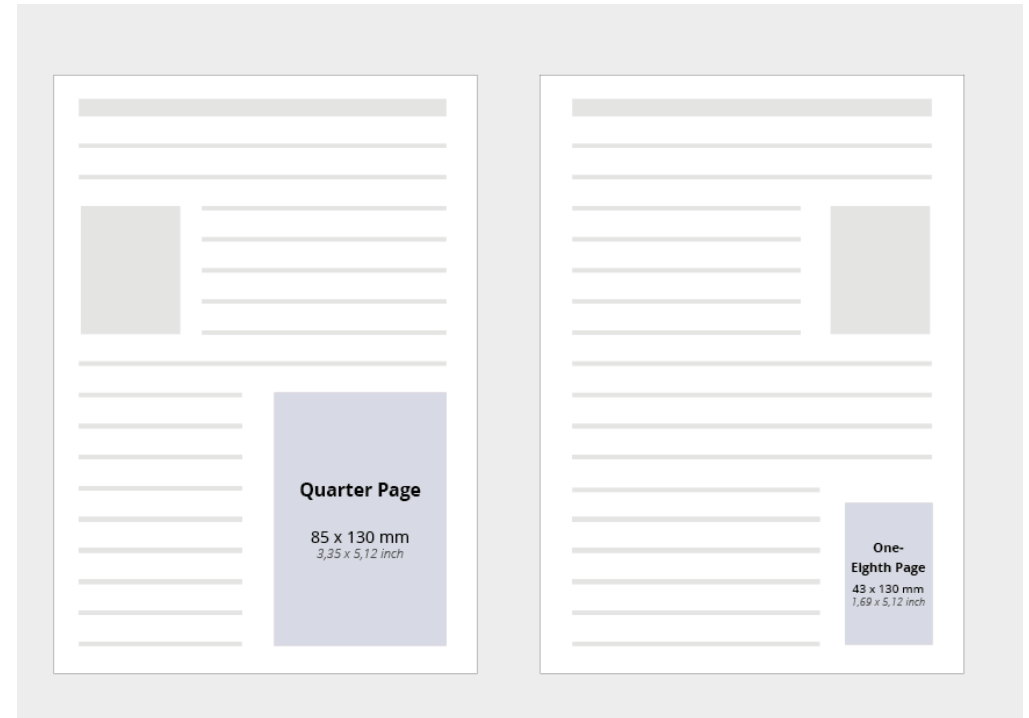 Quarter Page
85 x 130 mm
3,35 x 5,12 inch
One-
Eighth Page
43 x 130 mm
1,69 x 5,12 inch